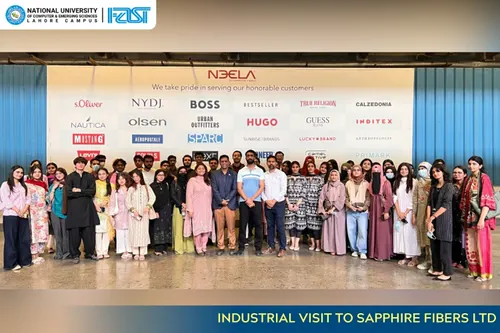 NATIONAL UNIVERSITY
OF COMPUTER & EMERGING SCIENCES
LAHORE CAMPUS
FAST
NEELA
We take pride in serving our honorable customers
s.Oliver NYDJ. BOSS BESTSELLER TRUE RELIGION CALZEDONIA
NAUTICA olsen URBAN OUTFITTERS HUGO GUESS INDITEX
MUSTANG AEROPOSTALE SPARC LUCKY BRAND
INDUSTRIAL VISIT TO SAPPHIRE FIBERS LTD